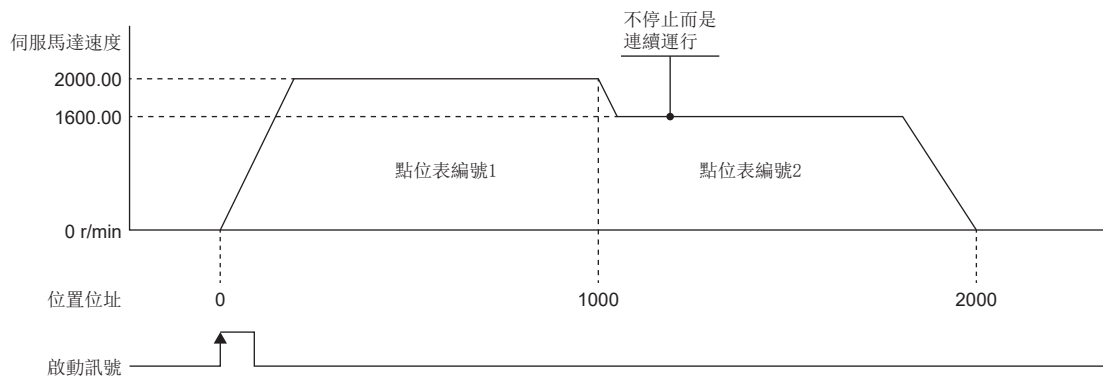 不停止而是
連續運行
伺服馬達速度
2000.00
1600.00
點位表編號1
點位表編號2
0 r/min
位置位址
0
1000
2000
啟動訊號